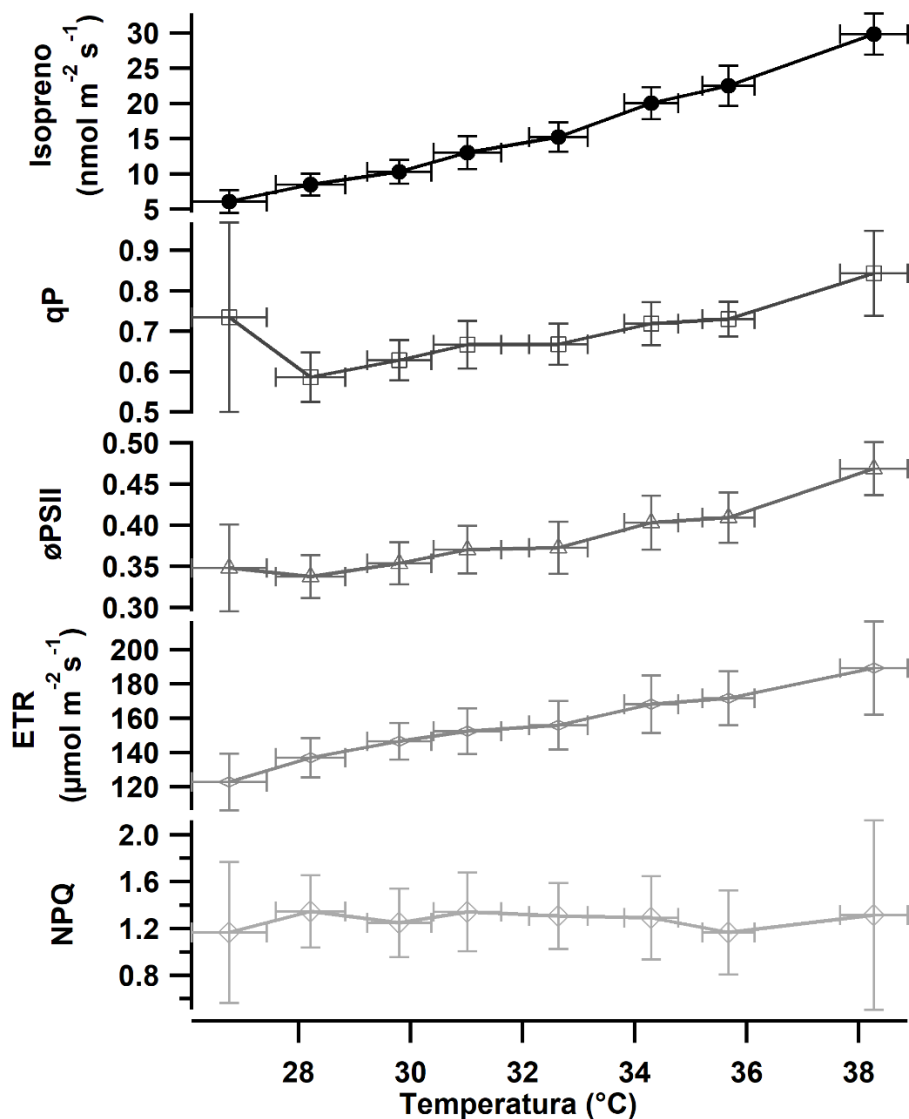 Isopreno
(nmol m⁻² s⁻¹)
30
25
20
15
10
5
qP
0.9
0.8
0.7
0.6
0.5
øPSII
0.50
0.45
0.40
0.35
0.30
ETR
(µmol m⁻² s⁻¹)
200
180
160
140
120
NPQ
2.0
1.6
1.2
0.8
28 30 32 34 36 38
Temperatura (°C)